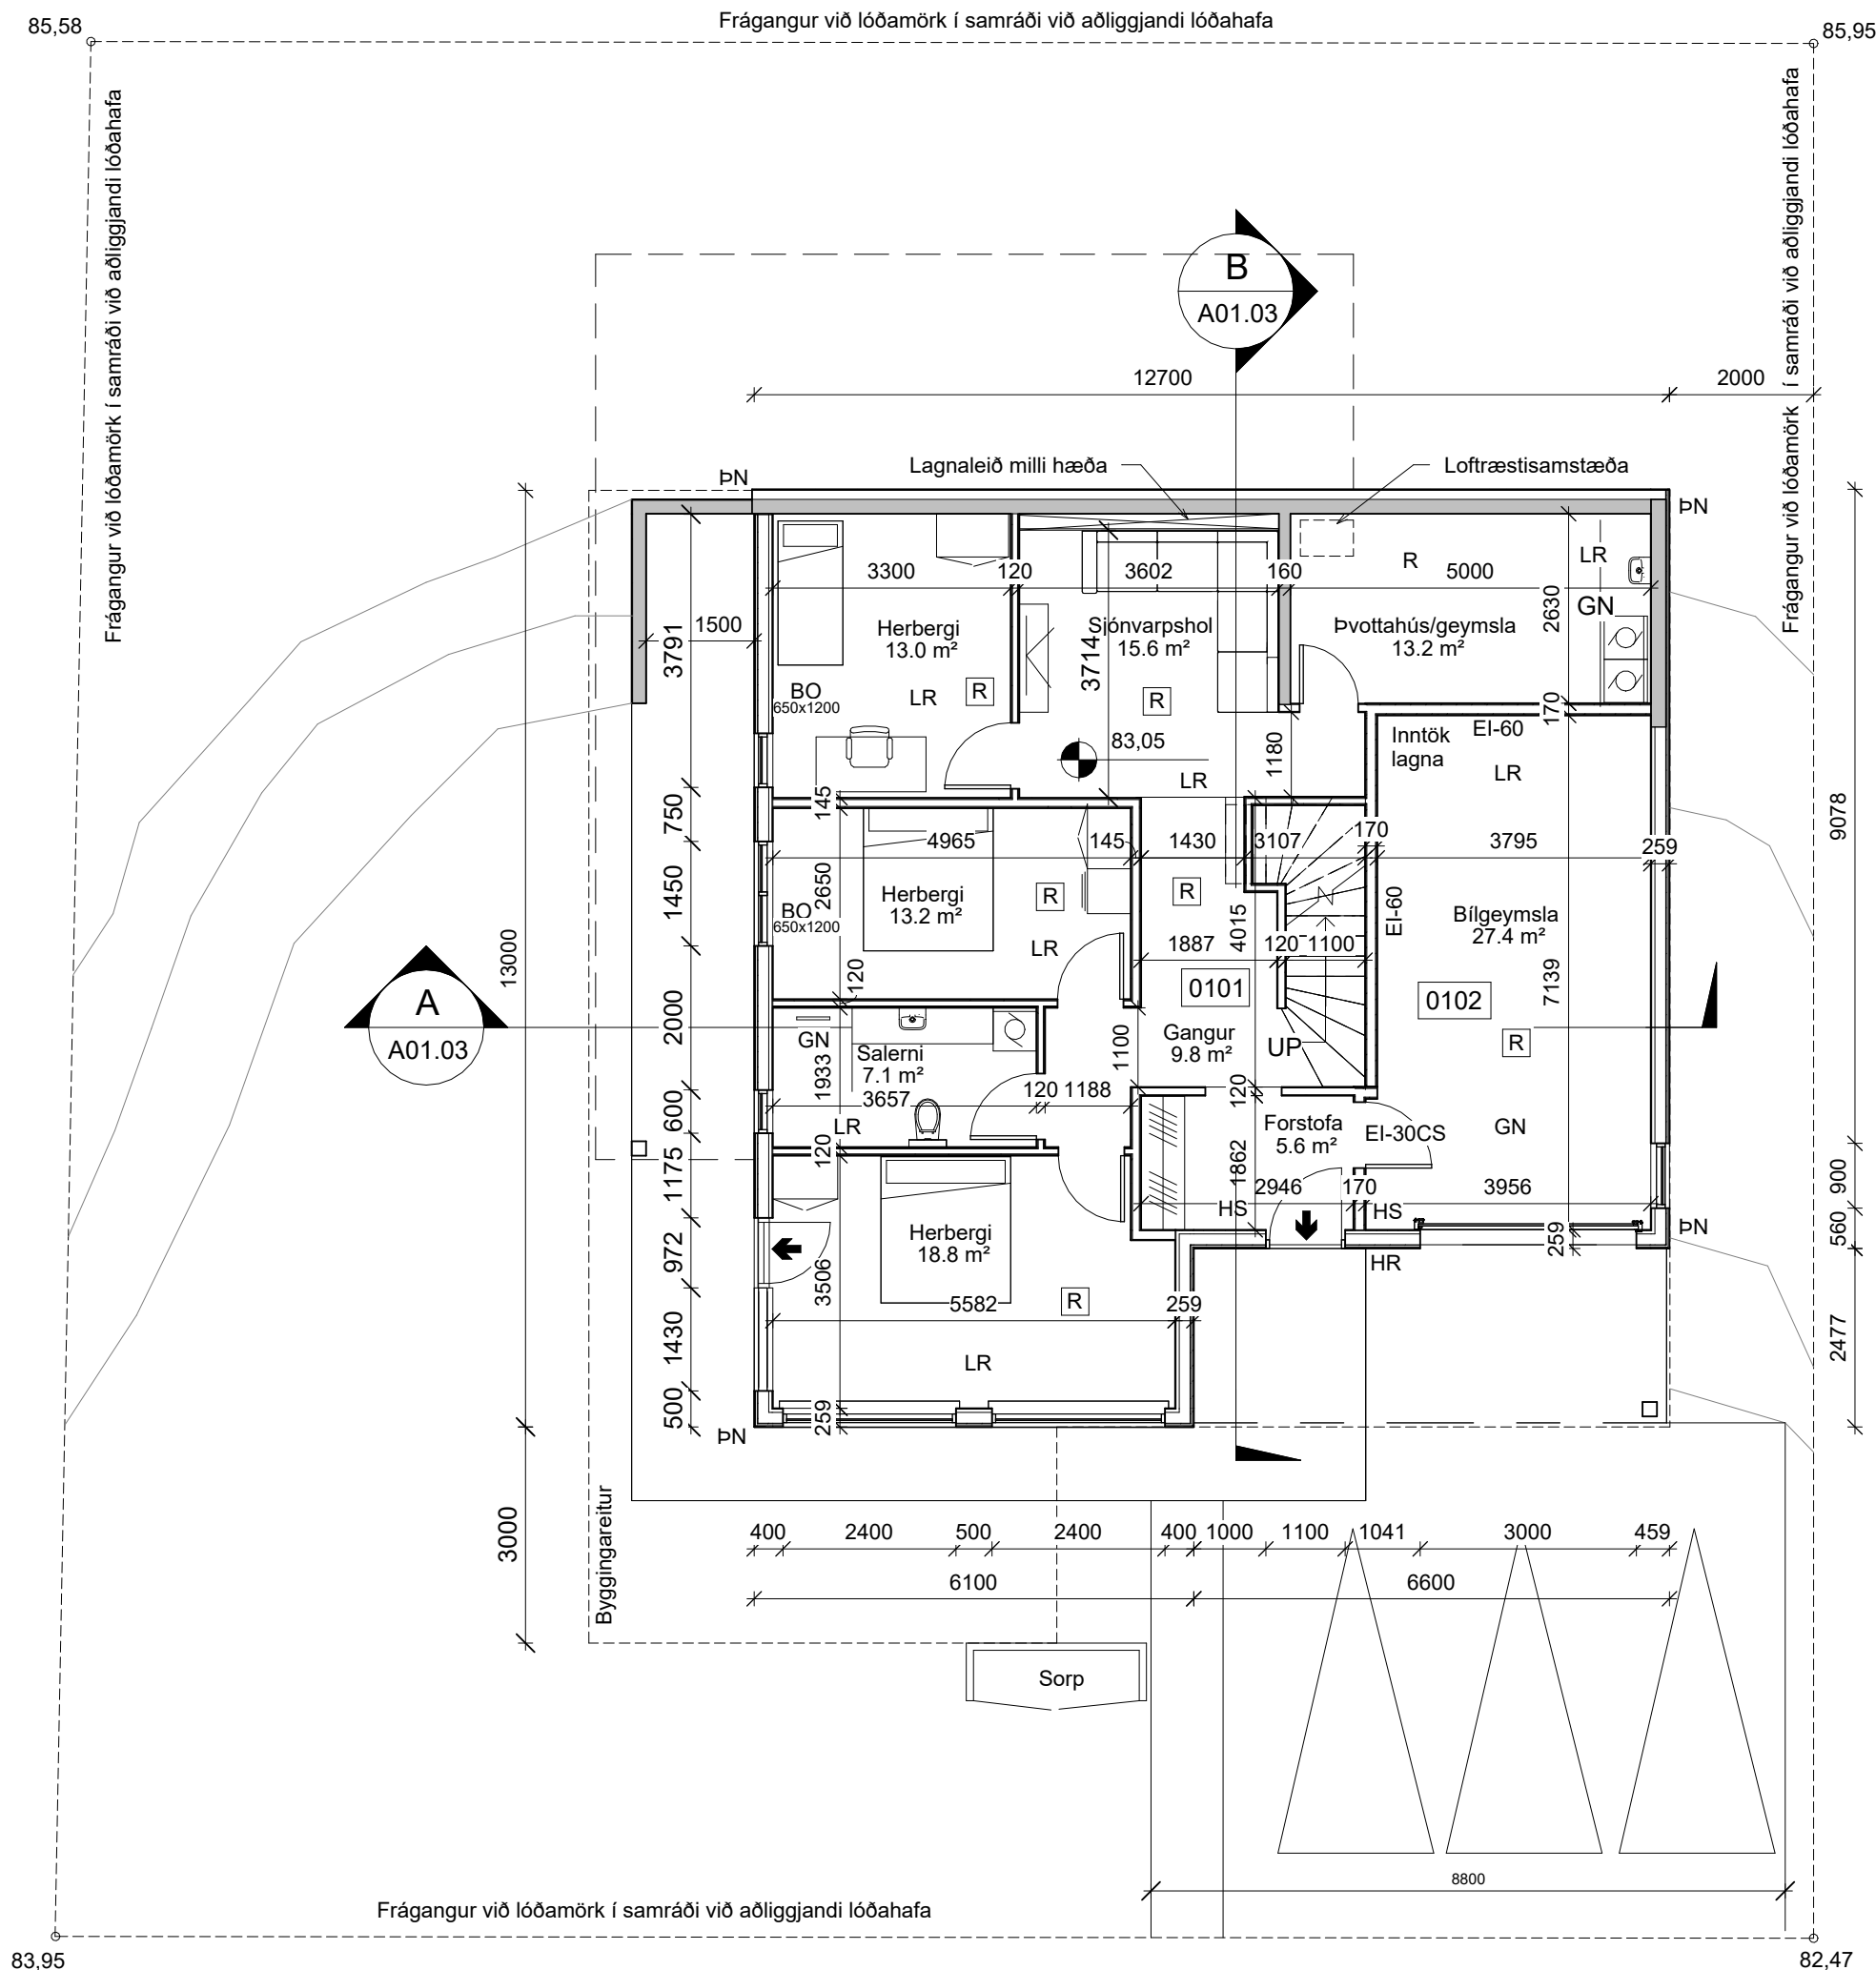 Frágangur við lóðamörk í samráði við aðliggjandi lóðahafa
85,58
85,95
Frágangur við lóðamörk í samráði við aðliggjandi lóðahafa
Frágangur við lóðamörk í samráði við aðliggjandi lóðahafa
B
A01.03
12700
2000
Lagnaleið milli hæða
Loftræstisamstæða
ÞN
ÞN
3300
120
3602
160
5000
R
LR
GN
2630
1500
3791
Herbergi
13.0 m²
Sjónvarpshol
15.6 m²
Þvottahús/geymsla
13.2 m²
3714
BO
650x1200
LR
R
R
170
83,05
1180
LR
Inntök
lagna
EI-60
LR
145
750
9078
4965
145
1430
3107
170
3795
259
1450
2650
Herbergi
13.2 m²
R
R
BO
650x1200
EI-60
Bílgeymsla
27.4 m²
LR
4015
1887
120
1100
13000
120
0101
0102
7139
A
A01.03
2000
GN
Salerni
7.1 m²
1933
1100
Gangur
9.8 m²
UP
R
3657
120
1188
120
600
LR
Forstofa
5.6 m²
EI-30CS
GN
120
1175
1862
2946
170
3956
900
HS
HS
ÞN
560
Herbergi
18.8 m²
972
3506
259
HR
5582
R
259
1430
2477
LR
500
259
ÞN
Byggingareitur
3000
400
2400
500
2400
400
1000
1100
1041
3000
459
6100
6600
Sorp
8800
Frágangur við lóðamörk í samráði við aðliggjandi lóðahafa
83,95
82,47